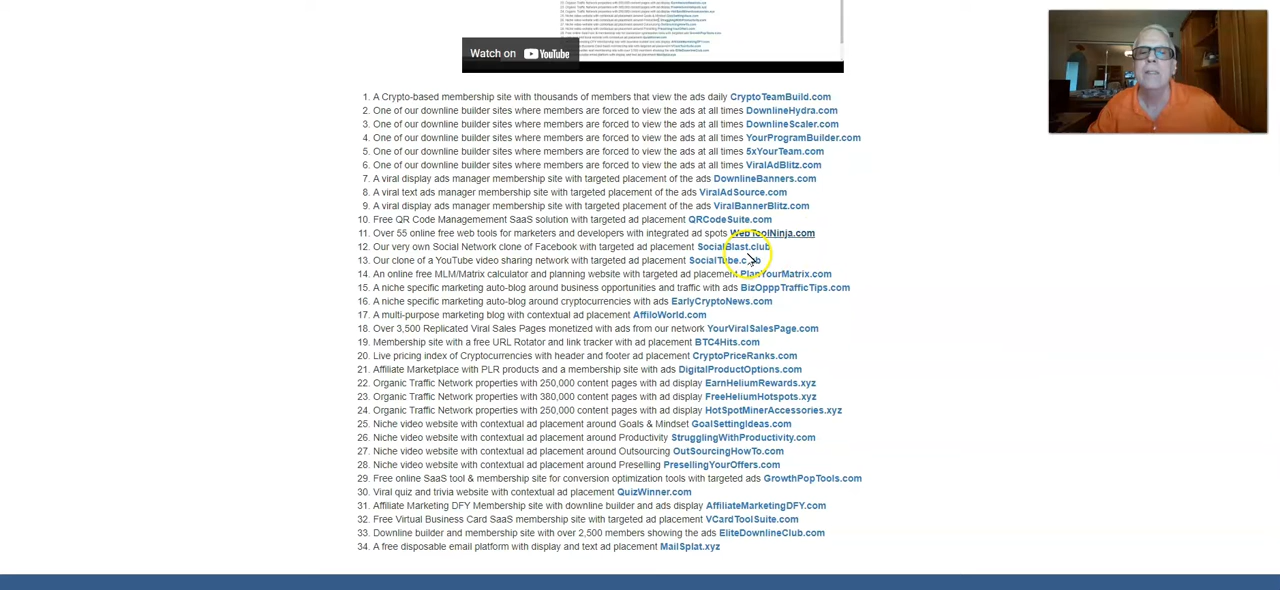 Watch on YouTube
1. A Crypto-based membership site with thousands of members that view the ads daily CryptoTeamBuild.com
2. One of our downline builder sites where members are forced to view the ads at all times DownlineHydra.com
3. One of our downline builder sites where members are forced to view the ads at all times DownlineScaler.com
4. One of our downline builder sites where members are forced to view the ads at all times YourProgramBuilder.com
5. One of our downline builder sites where members are forced to view the ads at all times 5xYourTeam.com
6. One of our downline builder sites where members are forced to view the ads at all times ViralAdBlitz.com
7. A viral display ads manager membership site with targeted placement of the ads DownlineBanners.com
8. A viral text ads manager membership site with targeted placement of the ads ViralAdSource.com
9. A viral display ads manager membership site with targeted placement of the ads ViralBannerBlitz.com
10. Free QR Code Managemement SaaS solution with targeted ad placement QRCodeSuite.com
11. Over 55 online free web tools for marketers and developers with integrated ad spots WebToolNinja.com
12. Our very own Social Network clone of Facebook with targeted ad placement SocialBlast.club
13. Our clone of a YouTube video sharing network with targeted ad placement
14. An online free MLM/Matrix calculator and planning website with targeted ad placement PlanYourMatrix.com
15. A niche specific marketing auto-blog around business opportunities and traffic with ads BizOpppTrafficTips.com
16. A niche specific marketing auto-blog around cryptocurrencies with ads EarlyCryptoNews.com
17. A multi-purpose marketing blog with contextual ad placement AffiloWorld.com
18. Over 3,500 Replicated Viral Sales Pages monetized with ads from our network YourViralSalesPage.com
19. Membership site with a free URL Rotator and link tracker with ad placement BTC4Hits.com
20. Live pricing index of Cryptocurrencies with header and footer ad placement CryptoPriceRanks.com
21. Affiliate Marketplace with PLR products and a membership site with ads DigitalProductOptions.com
22. Organic Traffic Network properties with 250,000 content pages with ad display EarnHeliumRewards.xyz
23. Organic Traffic Network properties with 380,000 content pages with ad display FreeHeliumHotspots.xyz
24. Organic Traffic Network properties with 250,000 content pages with ad display HotSpotMinerAccessories.xyz
25. Niche video website with contextual ad placement around Goals & Mindset GoalSettingIdeas.com
26. Niche video website with contextual ad placement around Productivity StrugglingWithProductivity.com
27. Niche video website with contextual ad placement around Outsourcing OutSourcingHowTo.com
28. Niche video website with contextual ad placement around Preselling PresellingYourOffers.com
29. Free online SaaS tool & membership site for conversion optimization tools with targeted ads GrowthPopTools.com
30. Viral quiz and trivia website with contextual ad placement QuizWinner.com
31. Affiliate Marketing DFY Membership site with downline builder and ads display AffiliateMarketingDFY.com
32. Free Virtual Business Card SaaS membership site with targeted ad placement VCardToolSuite.com
33. Downline builder and membership site with over 2,500 members showing the ads EliteDownlineClub.com
34. A free disposable email platform with display and text ad placement MailSplat.xyz